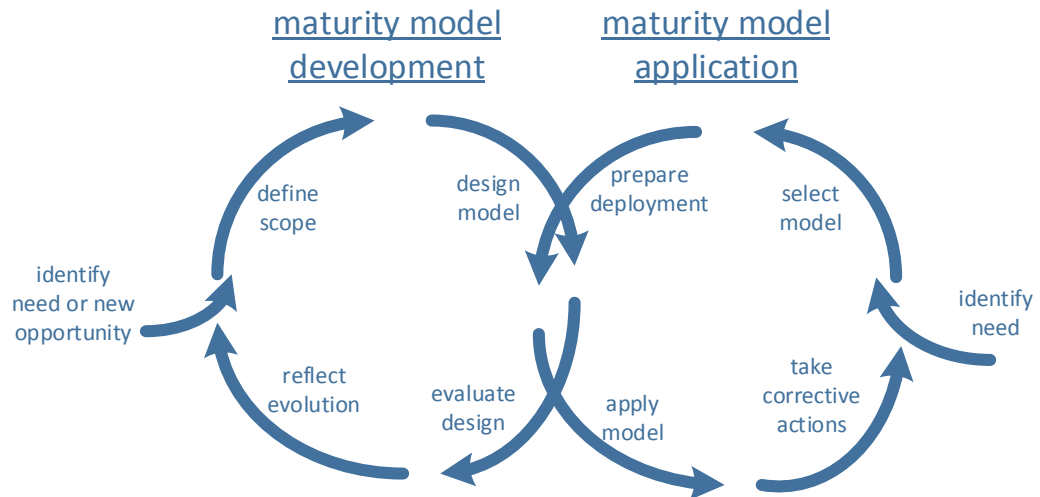 maturity model
development
maturity model
application
define
scope
design
model
prepare
deployment
select
model
identify
need or new
opportunity
identify
need
reflect
evolution
evaluate
design
apply
model
take
corrective
actions